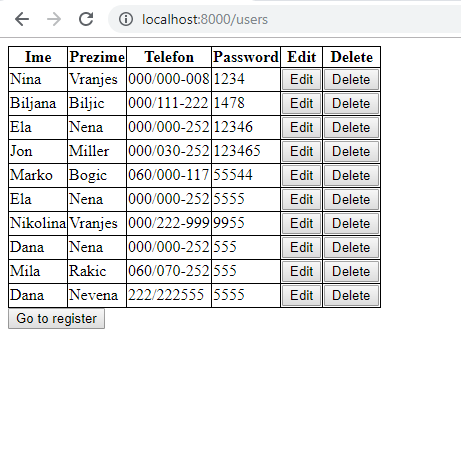 localhost:8000/users
Ime Prezime Telefon Password Edit Delete
Nina Vranjes 000/000-008 1234 Edit Delete
Biljana Biljic 000/111-222 1478 Edit Delete
Ela Nena 000/000-252 12346 Edit Delete
Jon Miller 000/030-252 123465 Edit Delete
Marko Bogic 060/000-117 55544 Edit Delete
Ela Nena 000/000-252 5555 Edit Delete
Nikolina Vranjes 000/222-999 9955 Edit Delete
Dana Nena 000/000-252 555 Edit Delete
Mila Rakic 060/070-252 555 Edit Delete
Dana Nevena 222/222555 5555 Edit Delete
Go to register